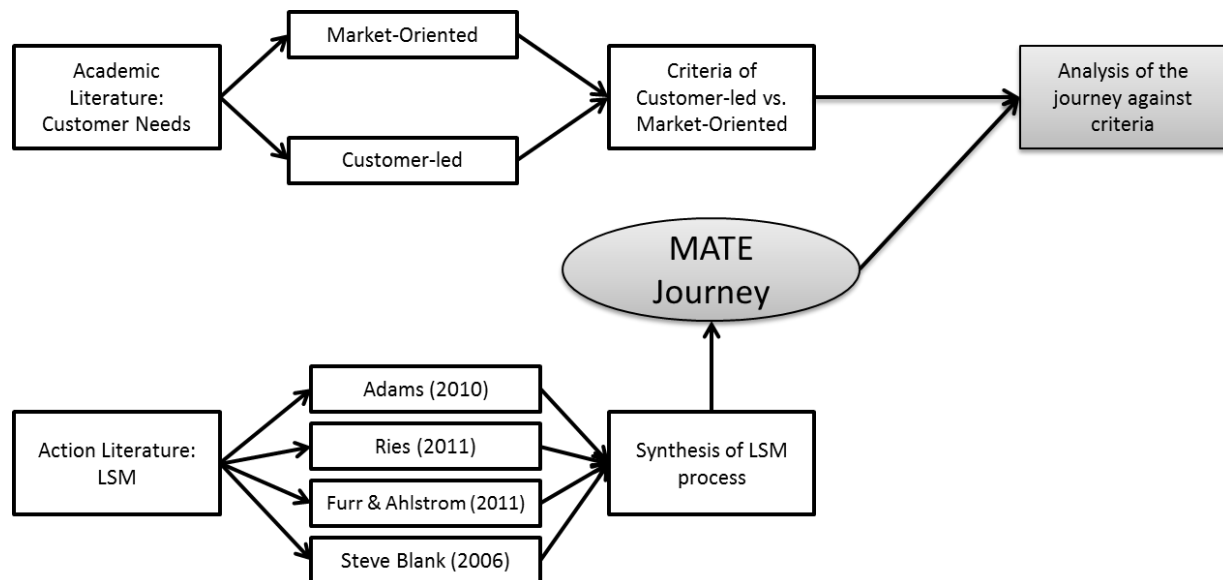 Academic
Literature:
Customer Needs
Market-Oriented
Customer-led
Criteria of
Customer-led vs.
Market-Oriented
Analysis of the
journey against
criteria
MATE
Journey
Action Literature:
LSM
Adams (2010)
Ries (2011)
Furr & Ahlstrom (2011)
Steve Blank (2006)
Synthesis of LSM
process